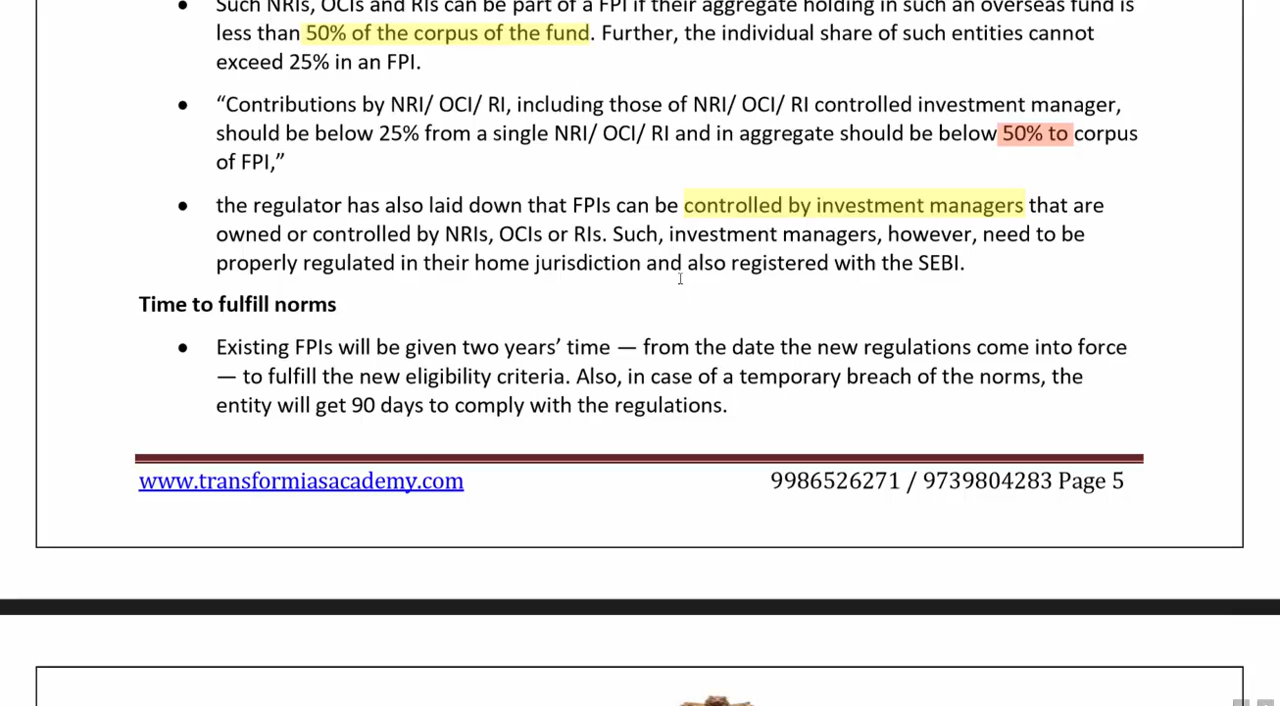 • Such NRIs, OCIs and RIs can be part of a FPI if their aggregate holding in such an overseas fund is
less than 50% of the corpus of the fund. Further, the individual share of such entities cannot
exceed 25% in an FPI.
• “Contributions by NRI/ OCI/ RI, including those of NRI/ OCI/ RI controlled investment manager,
should be below 25% from a single NRI/ OCI/ RI and in aggregate should be below 50% to corpus
of FPI,”
• the regulator has also laid down that FPIs can be controlled by investment managers that are
owned or controlled by NRIs, OCIs or RIs. Such, investment managers, however, need to be
properly regulated in their home jurisdiction and also registered with the SEBI.
Time to fulfill norms
• Existing FPIs will be given two years’ time — from the date the new regulations come into force
— to fulfill the new eligibility criteria. Also, in case of a temporary breach of the norms, the
entity will get 90 days to comply with the regulations.
www.transformiasacademy.com 9986526271 / 9739804283 Page 5